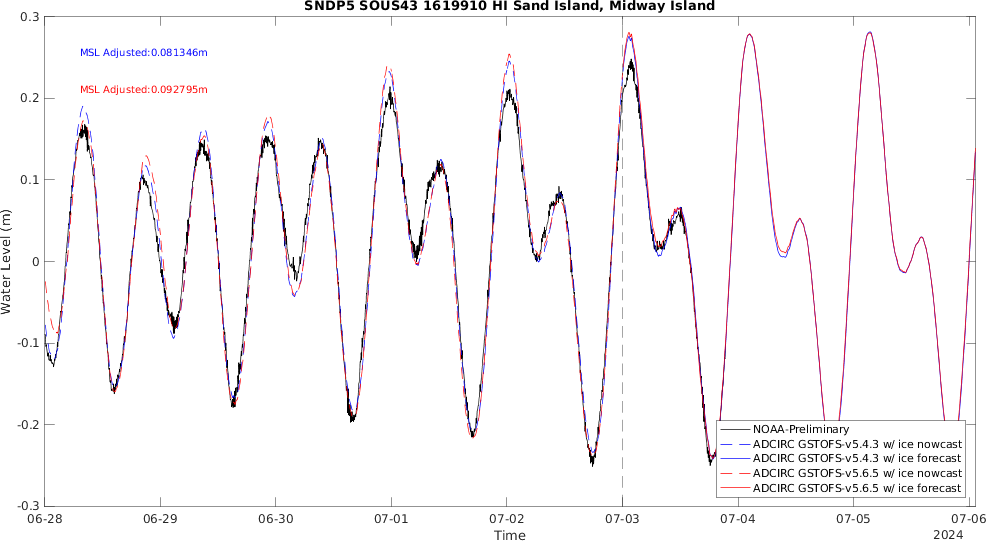 SNDP5 SOUS43 1619910 HI Sand Island, Midway Island
0.3
MSL Adjusted:0.081346m
MSL Adjusted:0.092795m
0.2
0.1
0
-0.1
-0.2
-0.3
Water Level (m)
NOAA-Preliminary
ADCIRC GSTOFS-v5.4.3 w/ ice nowcast
ADCIRC GSTOFS-v5.4.3 w/ ice forecast
ADCIRC GSTOFS-v5.6.5 w/ ice nowcast
ADCIRC GSTOFS-v5.6.5 w/ ice forecast
06-28 06-29 06-30 07-01 07-02 07-03 07-04 07-05 07-06
Time
2024